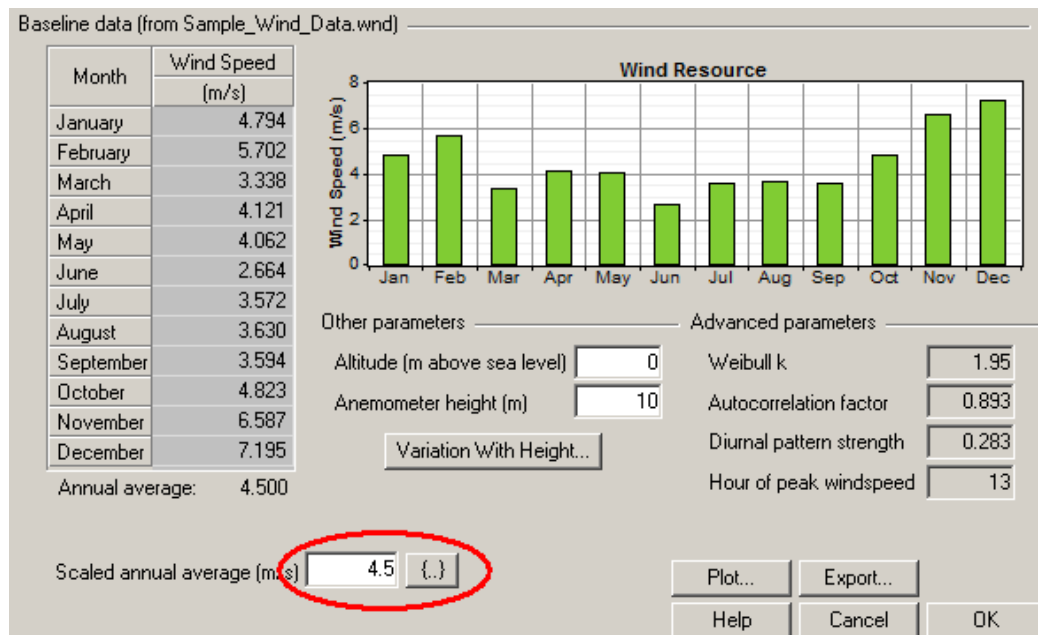 Baseline data (from Sample_Wind_Data.wnd)
Month Wind Speed
(m/s)
January 4.794
February 5.702
March 3.338
April 4.121
May 4.062
June 2.664
July 3.572
August 3.630
September 3.594
October 4.823
November 6.587
December 7.195
Annual average: 4.500
Wind Resource
Wind Speed (m/s)
8
6
4
2
0
Jan Feb Mar Apr May Jun Jul Aug Sep Oct Nov Dec
Other parameters
Altitude (m above sea level) 0
Anemometer height (m) 10
Variation With Height...
Advanced parameters
Weibull k 1.95
Autocorrelation factor 0.893
Diurnal pattern strength 0.283
Hour of peak windspeed 13
Scaled annual average (m/s) 4.5 {..}
Plot... Export...
Help Cancel OK